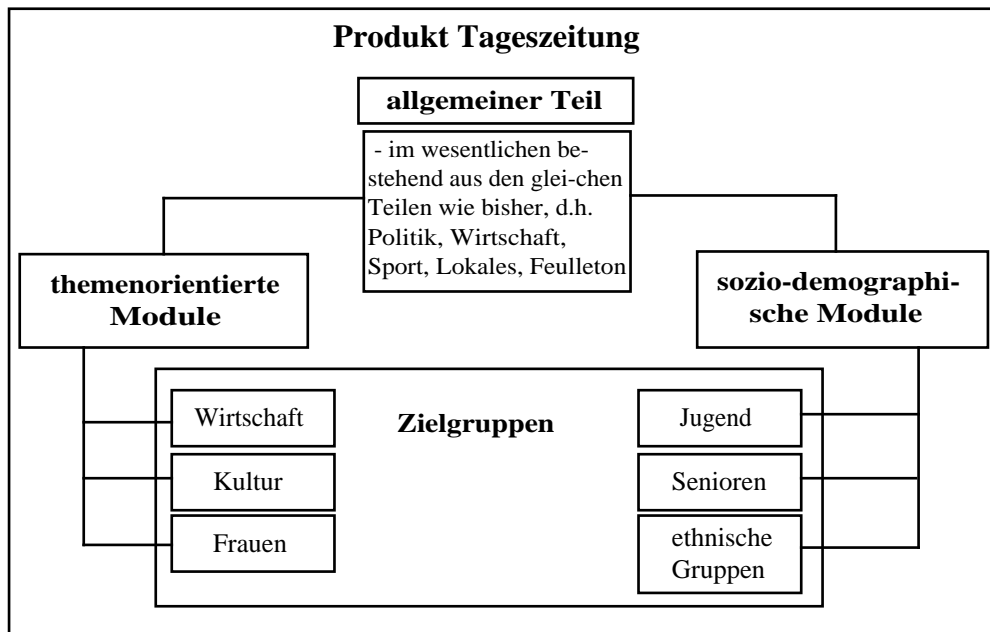 Produkt Tageszeitung
allgemeiner Teil
- im wesentlichen be-
stehend aus den glei-chen
Teilen wie bisher, d.h.
Politik, Wirtschaft,
Sport, Lokales, Feulleton
themenorientierte
Module
sozio-demographi-
sche Module
Zielgruppen
Wirtschaft
Kultur
Frauen
Jugend
Senioren
ethnische
Gruppen